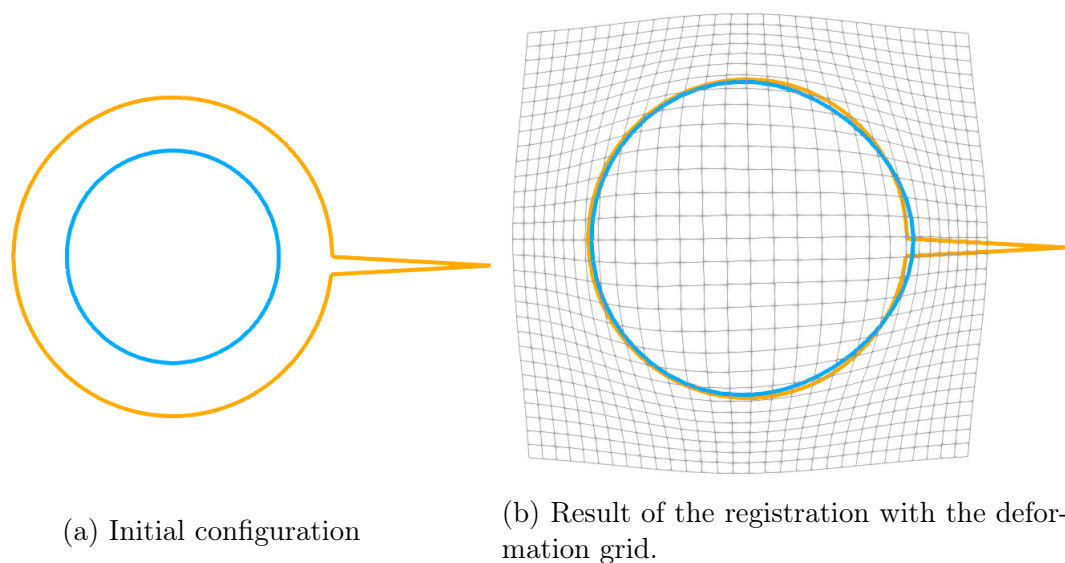 (a) Initial configuration
(b) Result of the registration with the defor-
mation grid.